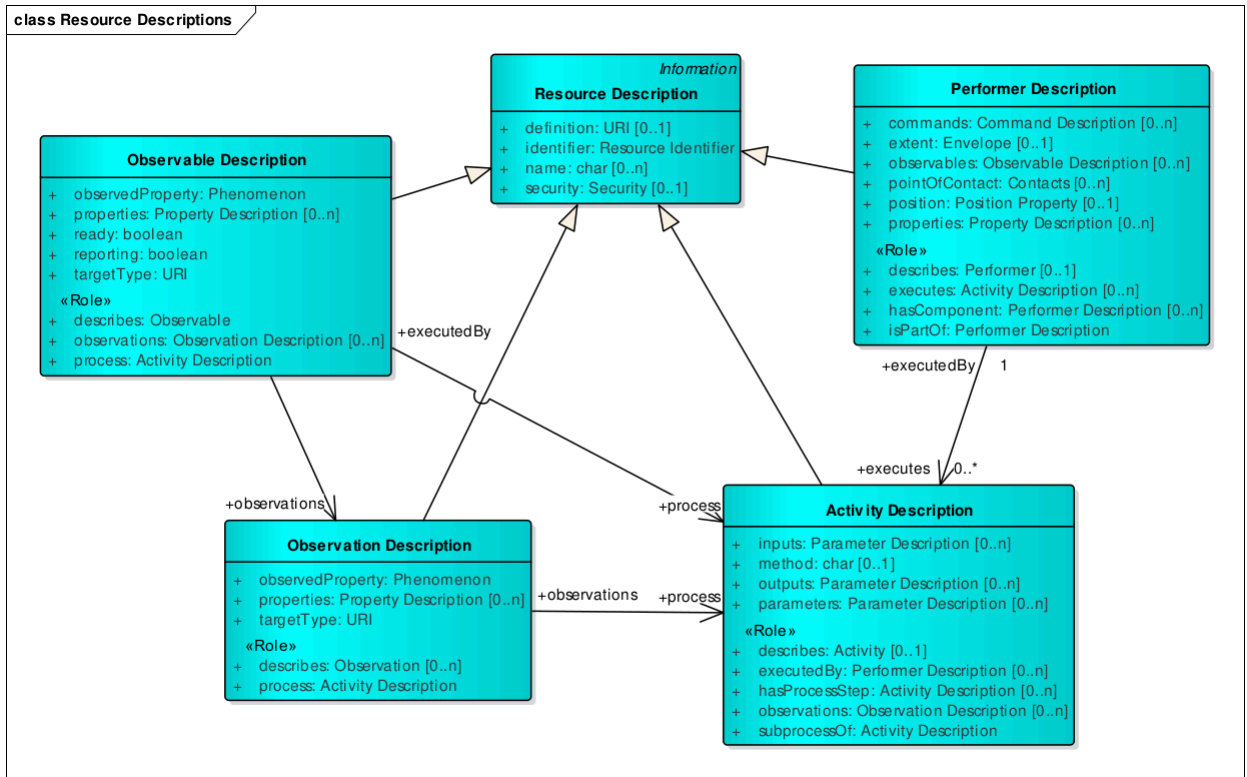 class Resource Descriptions
Information
Resource Description
+ definition: URI [0..1]
+ identifier: Resource Identifier
+ name: char [0..n]
+ security: Security [0..1]
Performer Description
+ commands: Command Description [0..n]
+ extent: Envelope [0..1]
+ observables: Observable Description [0..n]
+ pointOfContact: Contacts [0..n]
+ position: Position Property [0..1]
+ properties: Property Description [0..n]
«Role»
+ describes: Performer [0..1]
+ executes: Activity Description [0..n]
+ hasComponent: Performer Description [0..n]
+ isPartOf: Performer Description
Observable Description
+ observedProperty: Phenomenon
+ properties: Property Description [0..n]
+ ready: boolean
+ reporting: boolean
+ targetType: URI
«Role»
+ describes: Observable
+ observations: Observation Description [0..n]
+ process: Activity Description
+executedBy
+executedBy 1
+executes 0..*
+observations
+process
Observation Description
+ observedProperty: Phenomenon
+ properties: Property Description [0..n]
+ targetType: URI
«Role»
+ describes: Observation [0..n]
+ process: Activity Description
+observations +process
Activity Description
+ inputs: Parameter Description [0..n]
+ method: char [0..1]
+ outputs: Parameter Description [0..n]
+ parameters: Parameter Description [0..n]
«Role»
+ describes: Activity [0..1]
+ executedBy: Performer Description [0..n]
+ hasProcessStep: Activity Description [0..n]
+ observations: Observation Description [0..n]
+ subprocessOf: Activity Description